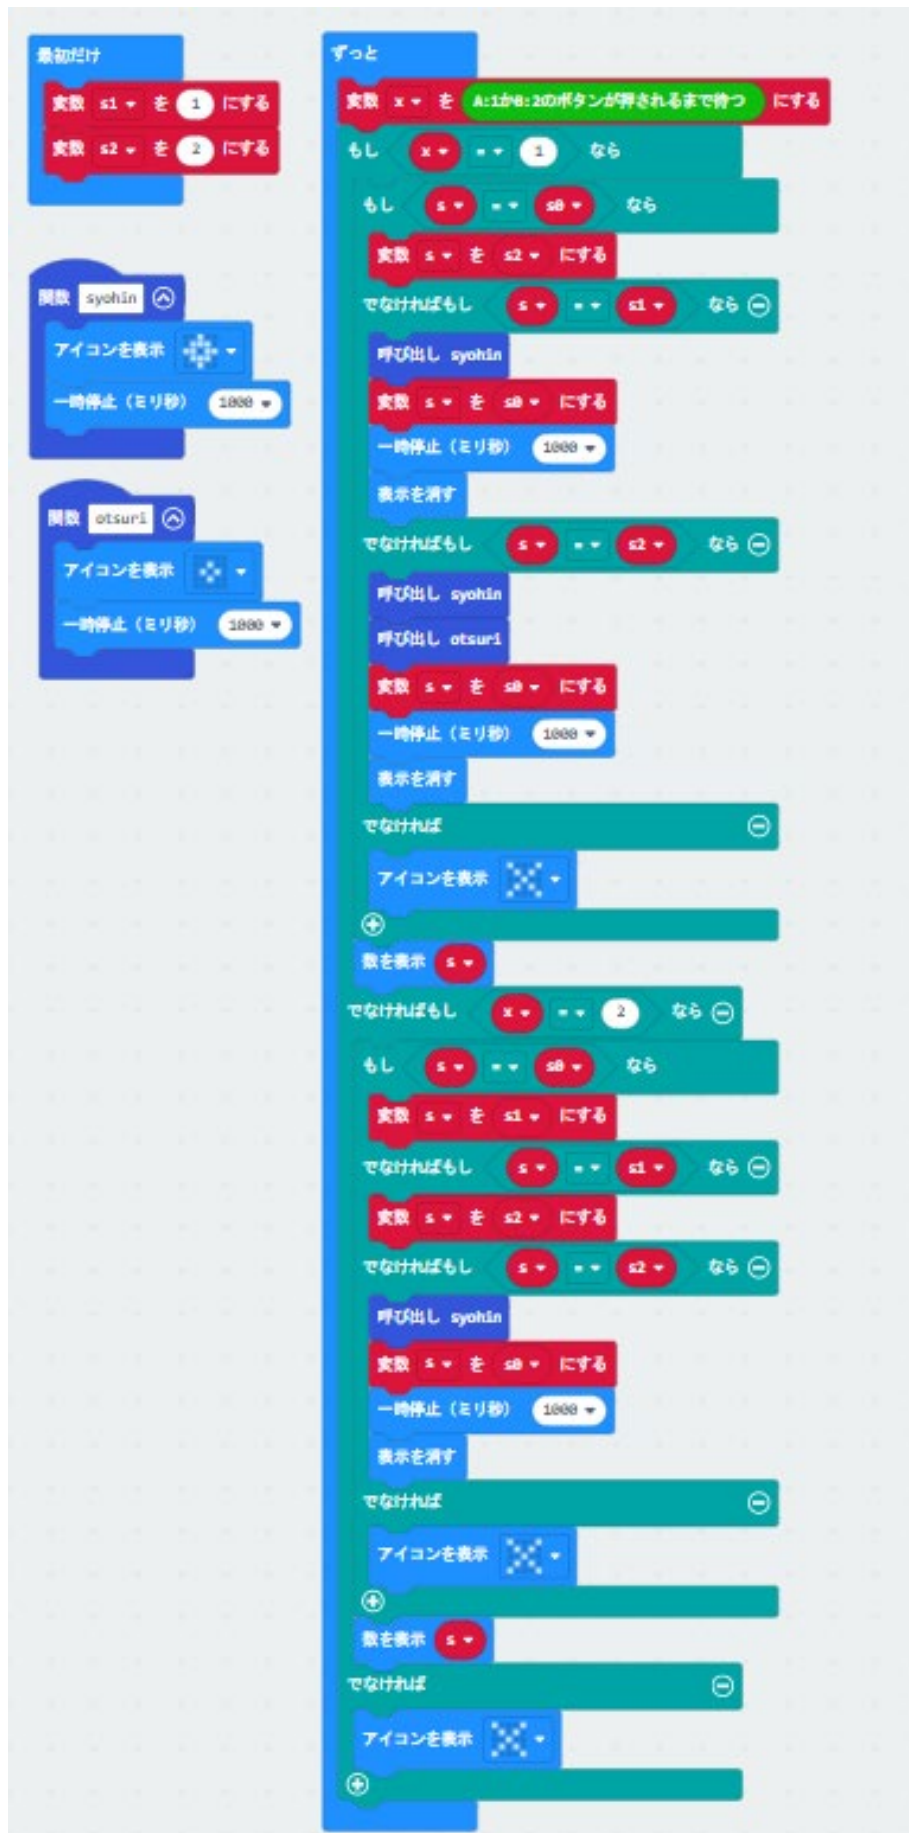 最初だけ
変数 s1 を 1 にする
変数 s2 を 2 にする
関数 syohin
アイコンを表示
一時停止（ミリ秒） 1000
関数 otsuri
アイコンを表示
一時停止（ミリ秒） 1000
ずっと
変数 x を A:1かB:2のボタンが押されるまで待つ にする
もし x = 1 なら
もし s = s0 なら
変数 s を s2 にする
でなければもし s = s1 なら
呼び出し syohin
変数 s を s0 にする
一時停止（ミリ秒） 1000
表示を消す
でなければもし s = s2 なら
呼び出し syohin
呼び出し otsuri
変数 s を s0 にする
一時停止（ミリ秒） 1000
表示を消す
でなければ
アイコンを表示
数を表示 s
でなければもし x = 2 なら
もし s = s0 なら
変数 s を s1 にする
でなければもし s = s1 なら
変数 s を s2 にする
でなければもし s = s2 なら
呼び出し syohin
変数 s を s0 にする
一時停止（ミリ秒） 1000
表示を消す
でなければ
アイコンを表示
数を表示 s
でなければ
アイコンを表示